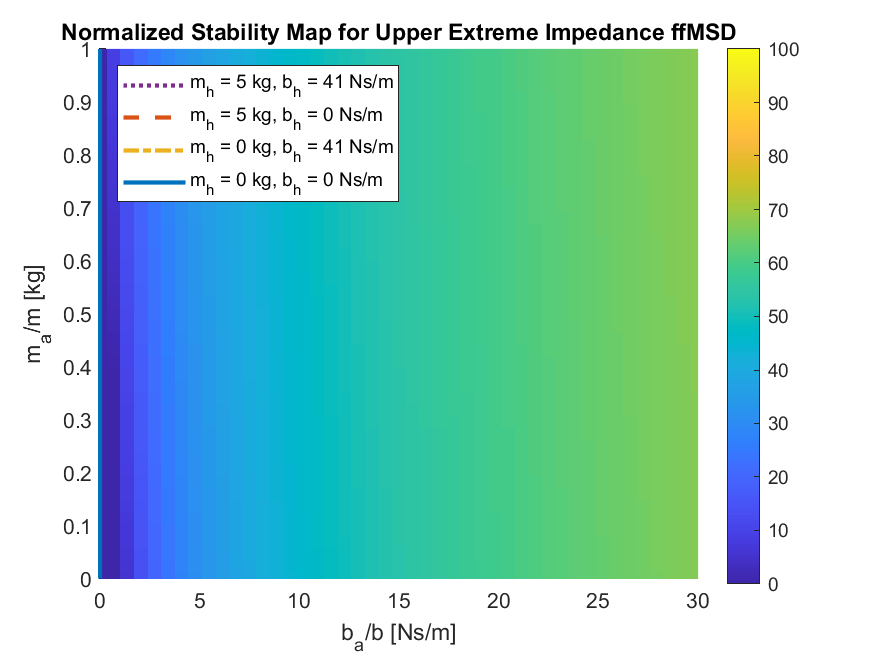 Normalized Stability Map for Upper Extreme Impedance ffMSD
m_h = 5 kg, b_h = 41 Ns/m
m_h = 5 kg, b_h = 0 Ns/m
m_h = 0 kg, b_h = 41 Ns/m
m_h = 0 kg, b_h = 0 Ns/m
m_a/m [kg]
1
0.9
0.8
0.7
0.6
0.5
0.4
0.3
0.2
0.1
0
0 5 10 15 20 25 30
b_a/b [Ns/m]
100
90
80
70
60
50
40
30
20
10
0